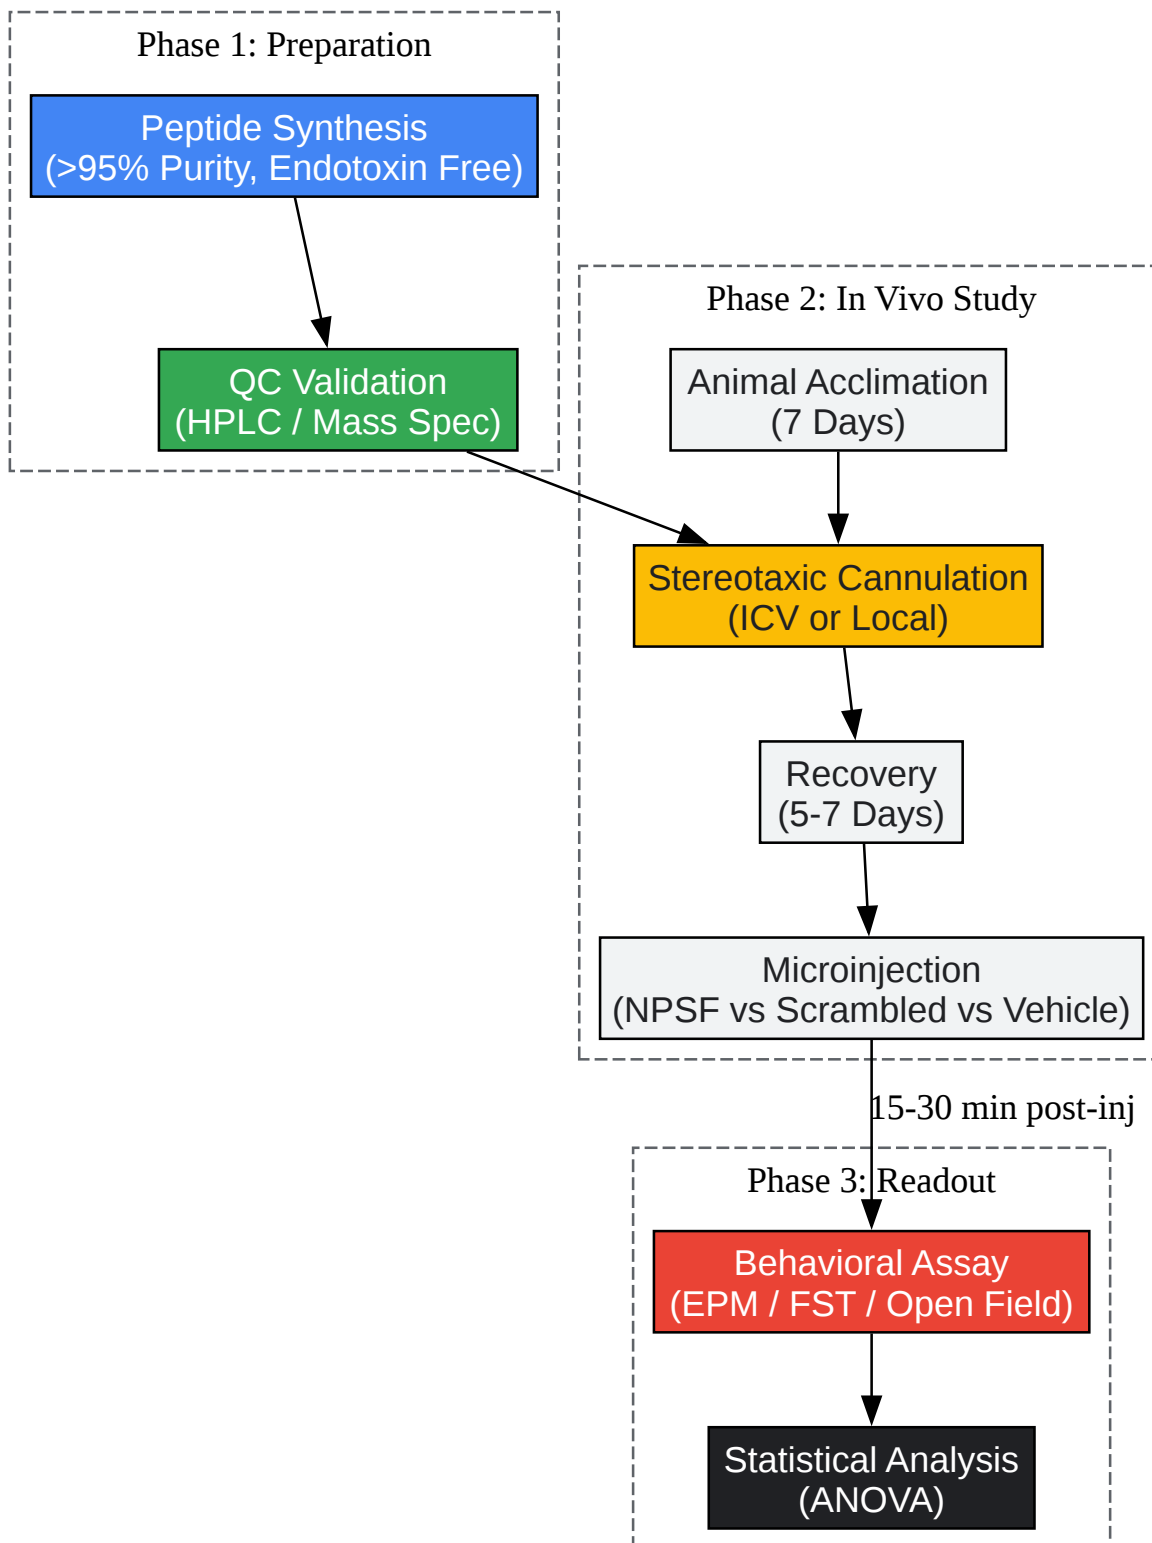 Phase 1: Preparation
Peptide Synthesis
(>95% Purity, Endotoxin Free)
QC Validation
(HPLC / Mass Spec)
Phase 2: In Vivo Study
Animal Acclimation
(7 Days)
Stereotaxic Cannulation
(ICV or Local)
Recovery
(5-7 Days)
Microinjection
(NPSF vs Scrambled vs Vehicle)
15-30 min post-inj
Phase 3: Readout
Behavioral Assay
(EPM / FST / Open Field)
Statistical Analysis
(ANOVA)